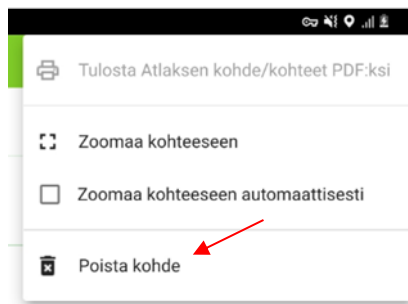 Tulosta Atlaksen kohde/kohteet PDF:ksi
Zoomaa kohteeseen
Zoomaa kohteeseen automaattisesti
Poista kohde